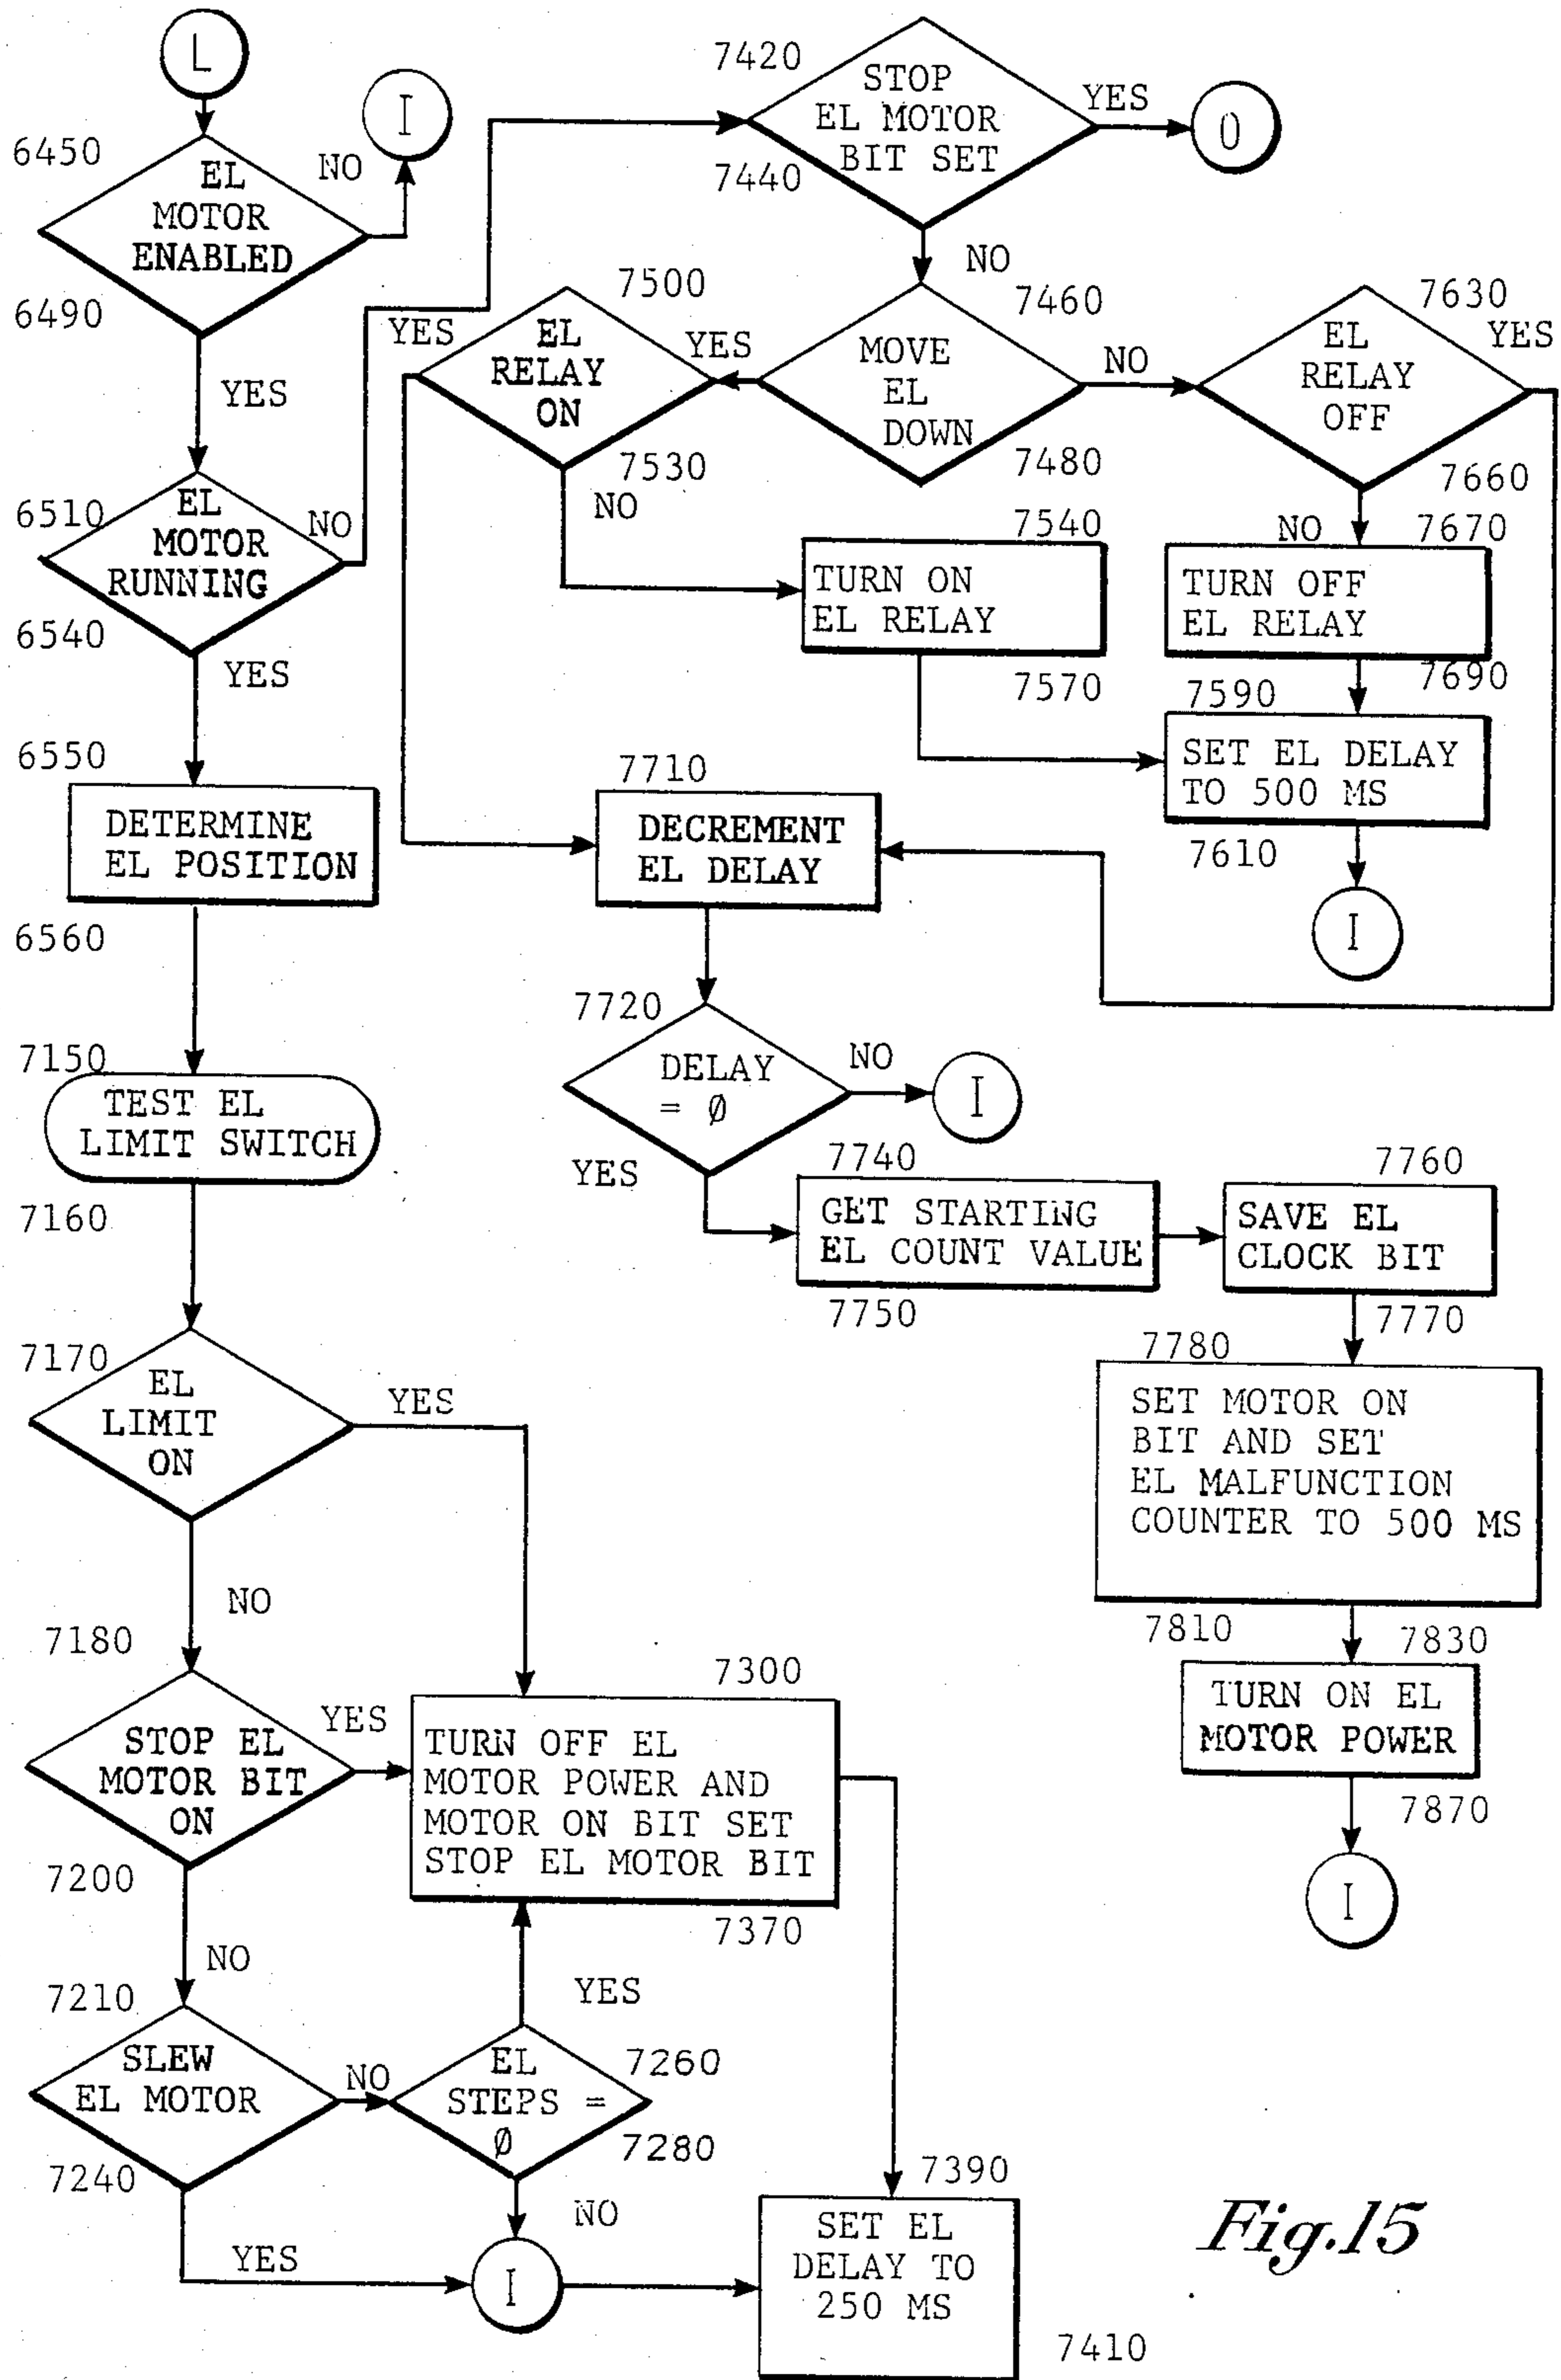 L
I
6450
NO
EL
MOTOR
ENABLED
6490
YES
6510
EL
MOTOR
RUNNING
NO
6540
YES
6550
DETERMINE
EL POSITION
6560
7150
TEST EL
LIMIT SWITCH
7160
7170
EL
LIMIT
ON
YES
NO
7180
STOP EL
MOTOR BIT
ON
YES
7200
NO
7210
SLEW
EL MOTOR
NO
7240
YES
7300
TURN OFF EL
MOTOR POWER AND
MOTOR ON BIT SET
STOP EL MOTOR BIT
7370
YES
EL
STEPS =
Ø
7260
7280
NO
I
7390
SET EL
DELAY TO
250 MS
7410
7420
STOP
EL MOTOR
BIT SET
YES
O
7440
NO
7460
MOVE
EL
DOWN
7480
YES
NO
7500
YES
EL
RELAY
ON
7530
NO
7540
TURN ON
EL RELAY
7570
7630
YES
EL
RELAY
OFF
7660
NO
7670
TURN OFF
EL RELAY
7690
7590
SET EL DELAY
TO 500 MS
7610
I
7710
DECREMENT
EL DELAY
7720
DELAY
= Ø
NO
I
YES
7740
GET STARTING
EL COUNT VALUE
7750
7760
SAVE EL
CLOCK BIT
7770
7780
SET MOTOR ON
BIT AND SET
EL MALFUNCTION
COUNTER TO 500 MS
7810
7830
TURN ON EL
MOTOR POWER
7870
I
Fig.15